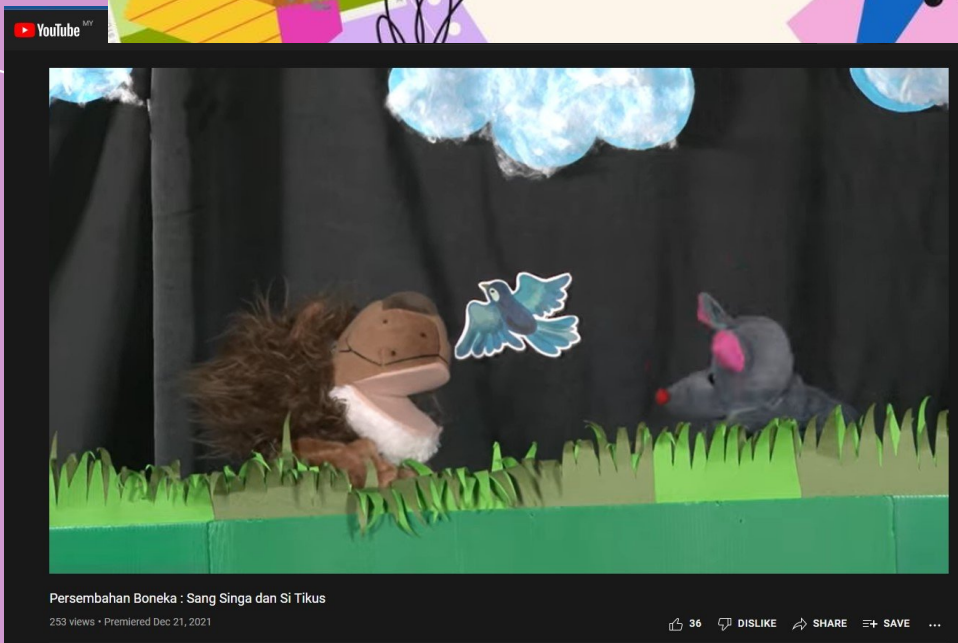 YouTube MY
Persembahan Boneka : Sang Singa dan Si Tikus
253 views • Premiered Dec 21, 2021
36 DISLIKE SHARE SAVE ...